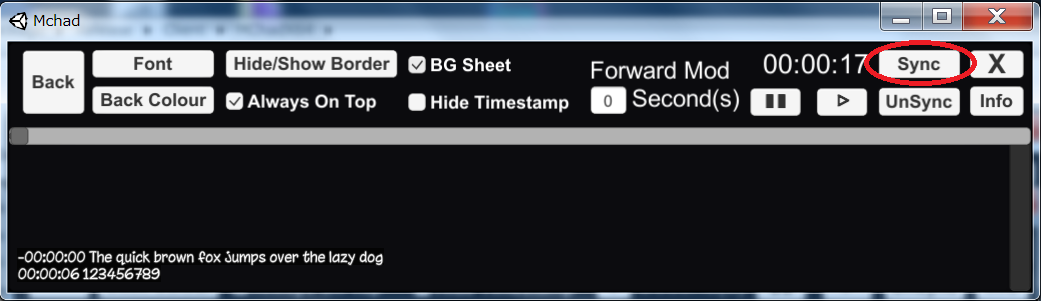 Mchad
Back
Font
Back Colour
Hide/Show Border
Always On Top
BG Sheet
Hide Timestamp
Forward Mod
0 Second(s)
00:00:17
Sync
X
UnSync
Info
-00:00:00 The quick brown fox jumps over the lazy dog
00:00:06 123456789